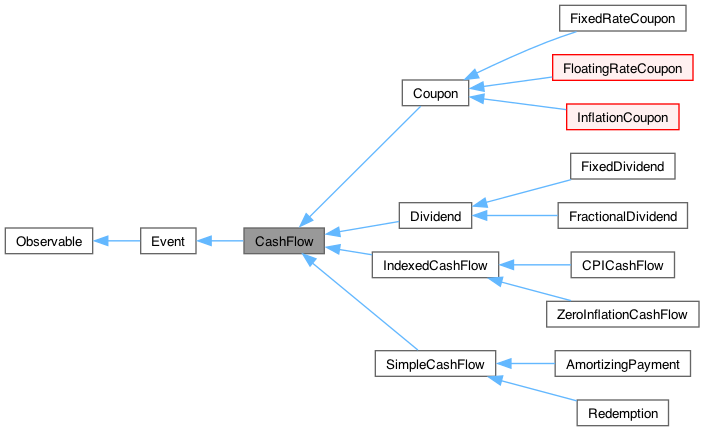 FixedRateCoupon
FloatingRateCoupon
Coupon
InflationCoupon
FixedDividend
Dividend
FractionalDividend
Observable
Event
CashFlow
IndexedCashFlow
CPICashFlow
ZeroInflationCashFlow
SimpleCashFlow
AmortizingPayment
Redemption